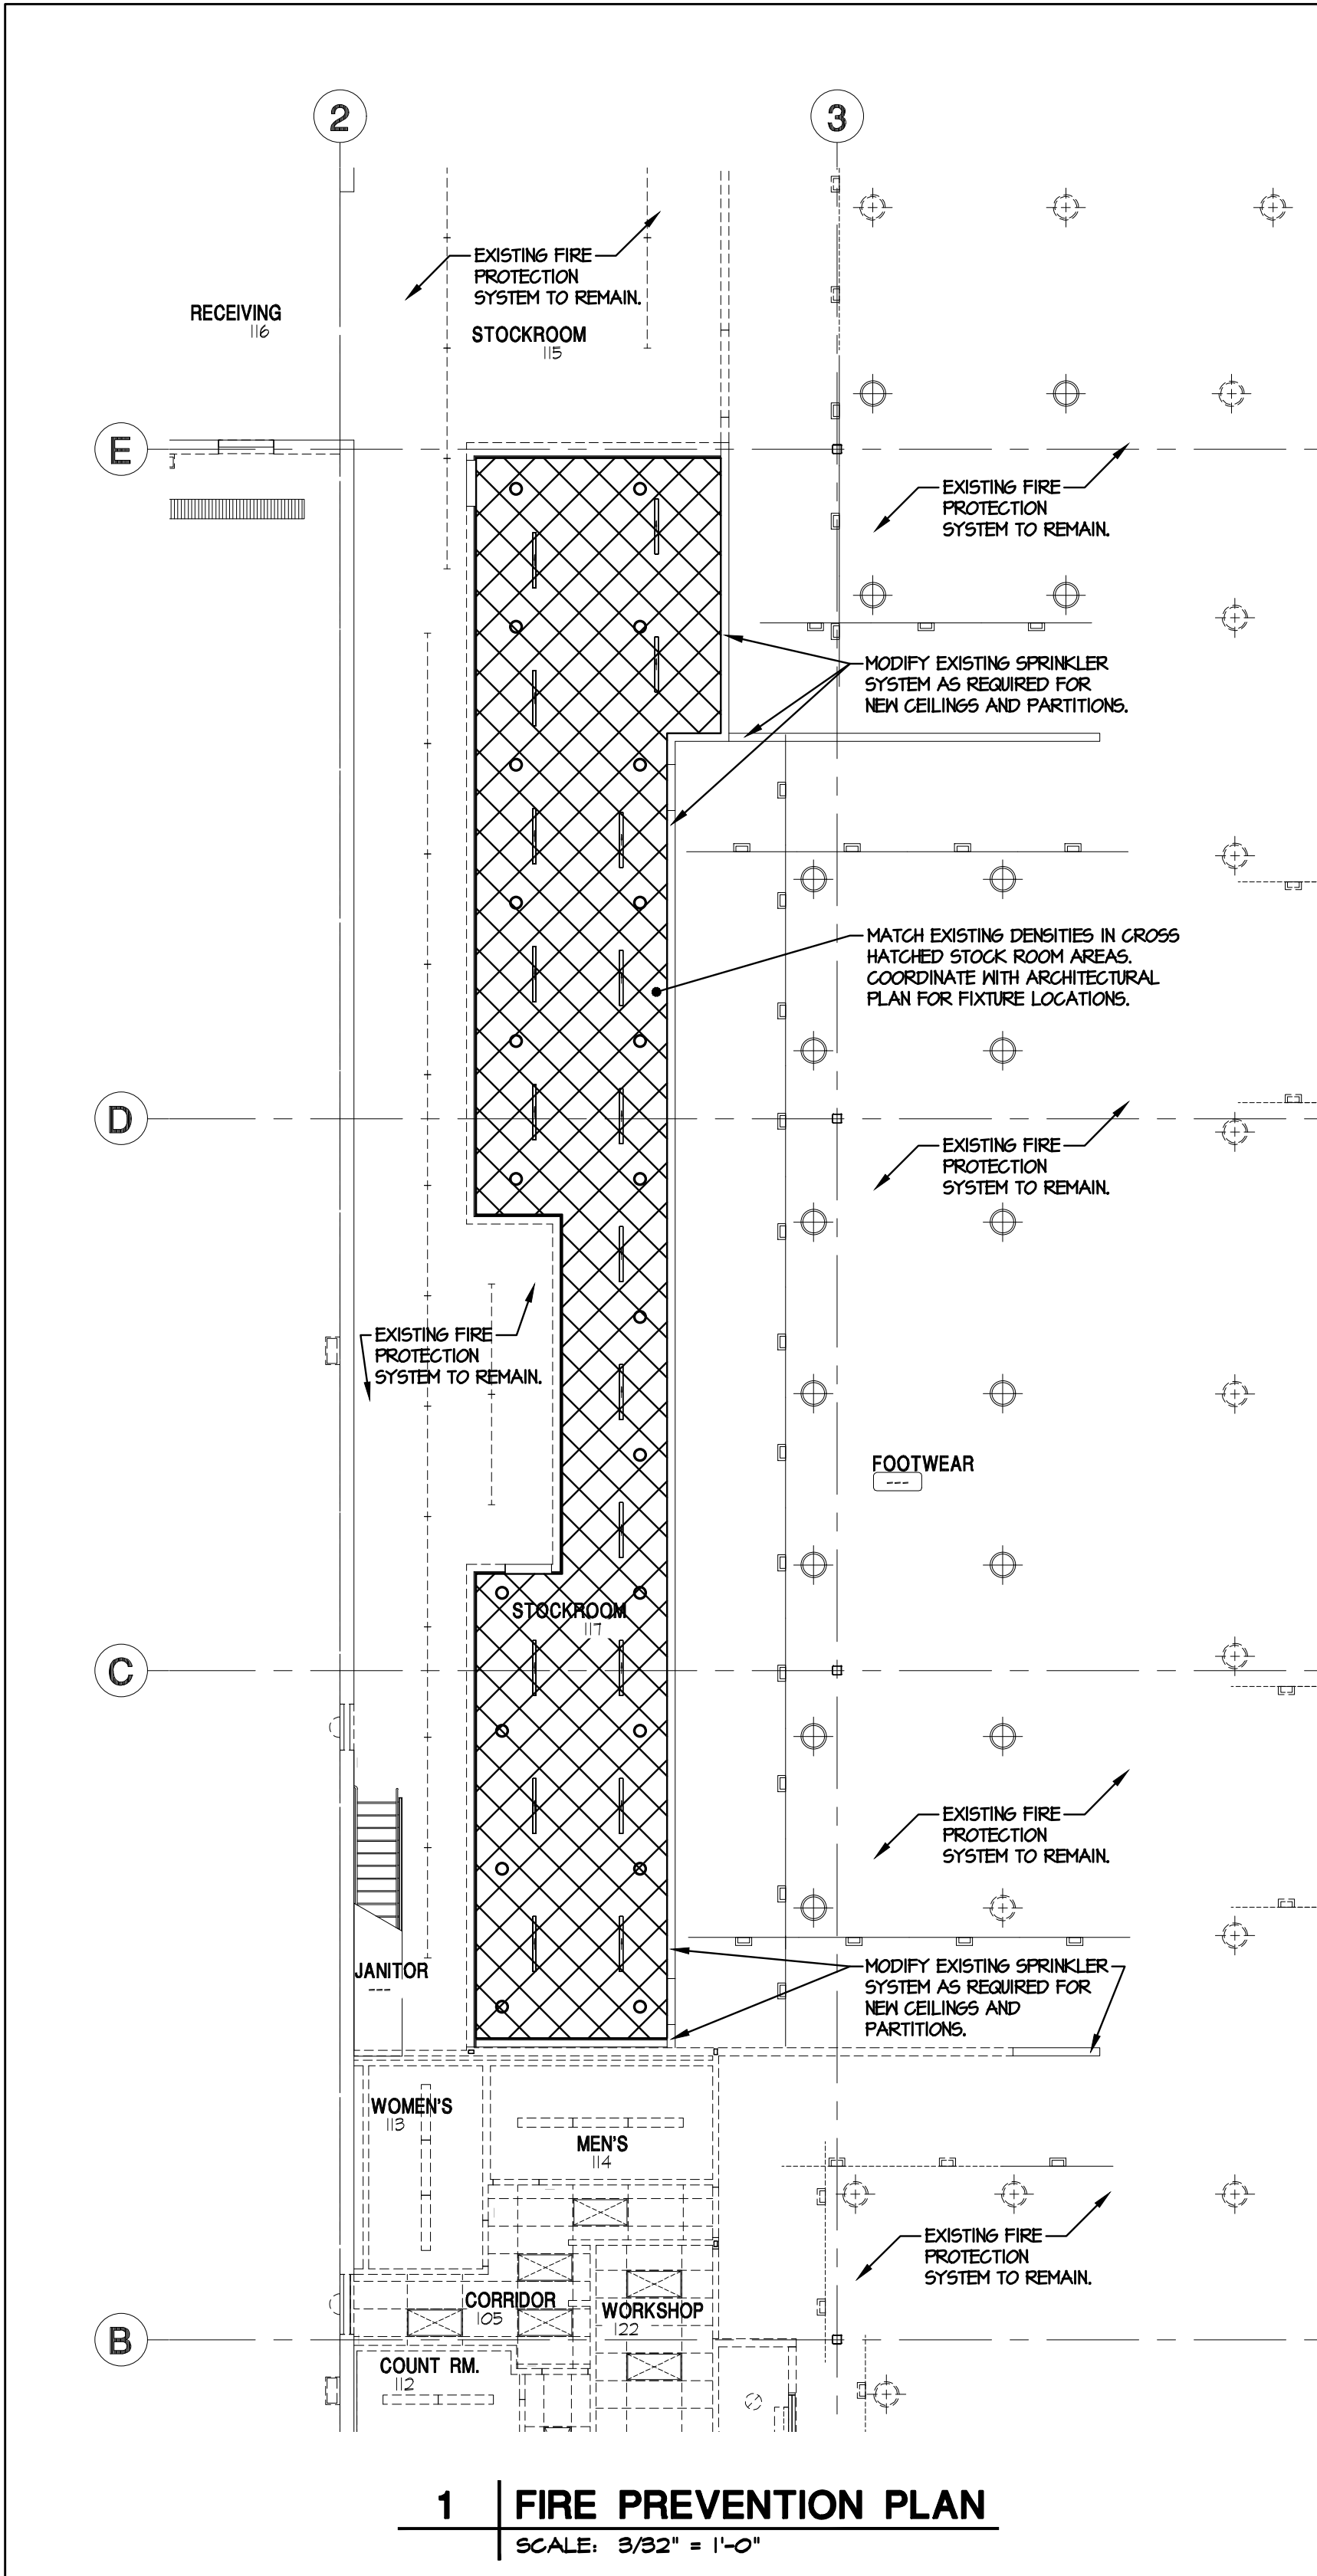 2
3
EXISTING FIRE
PROTECTION
SYSTEM TO REMAIN.
RECEIVING
116
STOCKROOM
115
E
EXISTING FIRE
PROTECTION
SYSTEM TO REMAIN.
MODIFY EXISTING SPRINKLER
SYSTEM AS REQUIRED FOR
NEW CEILINGS AND PARTITIONS.
MATCH EXISTING DENSITIES IN CROSS
HATCHED STOCK ROOM AREAS.
COORDINATE WITH ARCHITECTURAL
PLAN FOR FIXTURE LOCATIONS.
D
EXISTING FIRE
PROTECTION
SYSTEM TO REMAIN.
EXISTING FIRE
PROTECTION
SYSTEM TO REMAIN.
FOOTWEAR
---
STOCKROOM
117
C
EXISTING FIRE
PROTECTION
SYSTEM TO REMAIN.
JANITOR
---
MODIFY EXISTING SPRINKLER
SYSTEM AS REQUIRED FOR
NEW CEILINGS AND
PARTITIONS.
WOMEN'S
113
MEN'S
114
EXISTING FIRE
PROTECTION
SYSTEM TO REMAIN.
CORRIDOR
105
WORKSHOP
122
B
COUNT RM.
112
1
FIRE PREVENTION PLAN
SCALE: 3/32" = 1'-0"